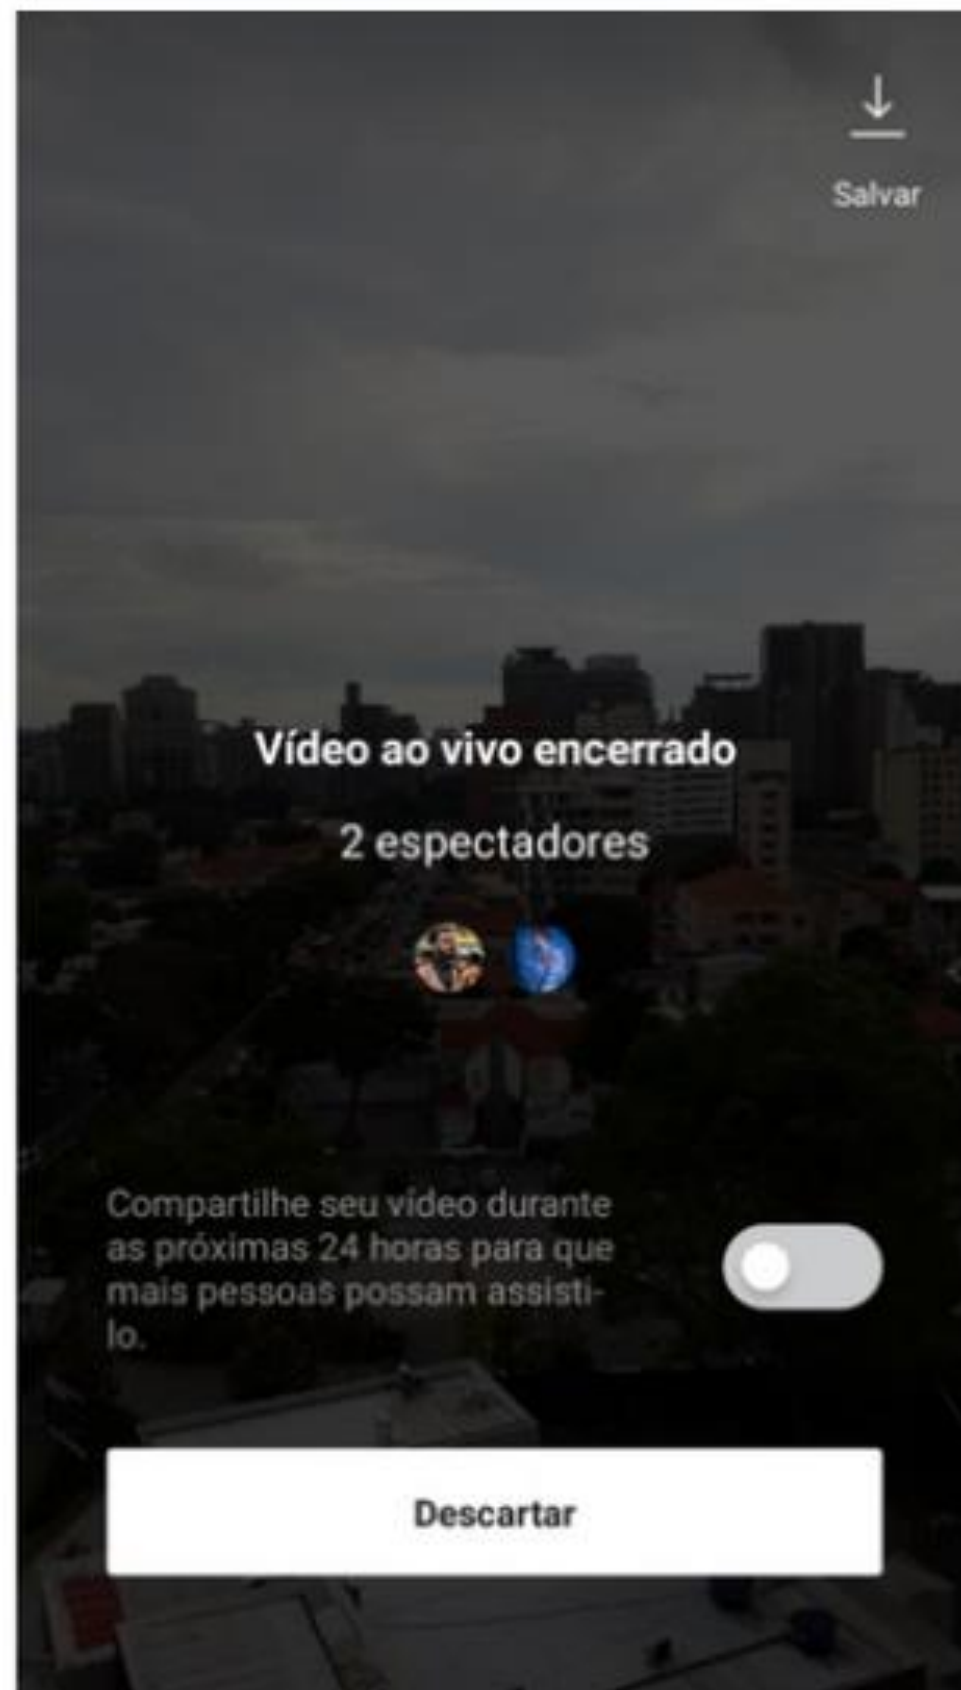 Salvar
Vídeo ao vivo encerrado
2 espectadores
Compartilhe seu vídeo durante
as próximas 24 horas para que
mais pessoas possam assisti-
lo.
Descartar